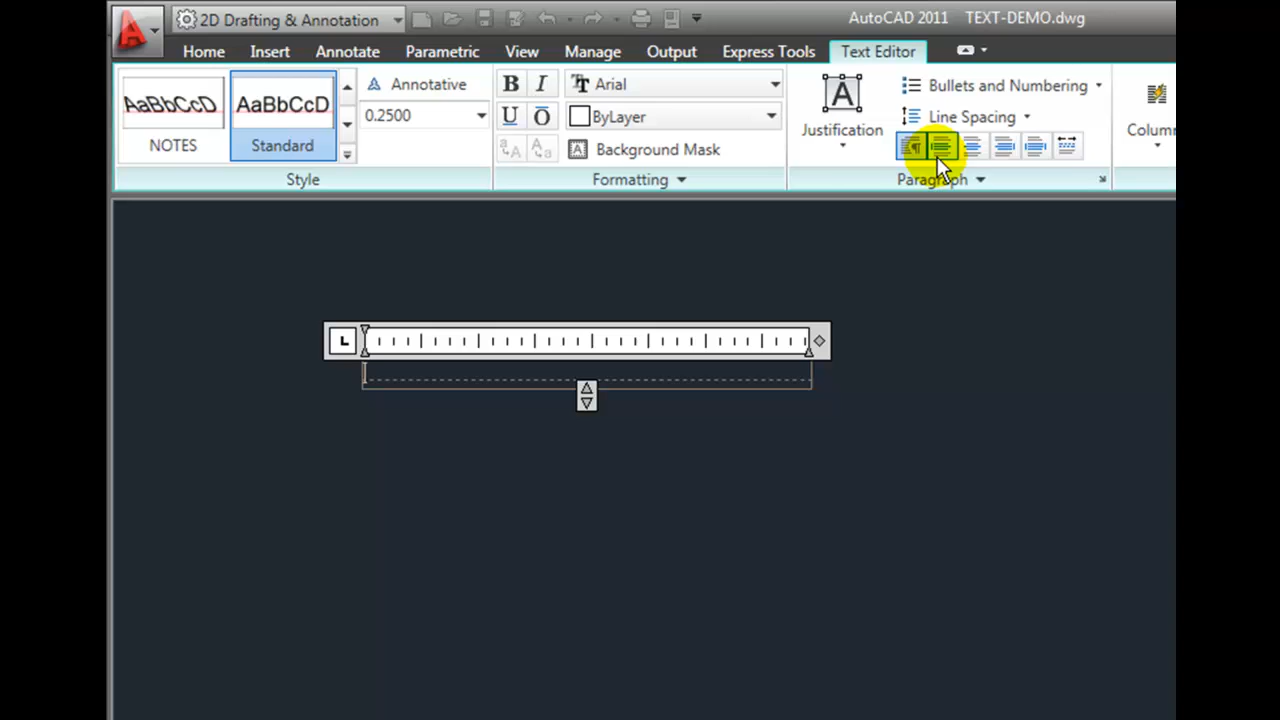 2D Drafting & Annotation
AutoCAD 2011 TEXT-DEMO.dwg
Home Insert Annotate Parametric View Manage Output Express Tools Text Editor
AaBbCcD AaBbCcD Annotative B I Arial Bullets and Numbering
0.2500 U O ByLayer Line Spacing
NOTES Standard Background Mask Justification Colum
Style Formatting Paragraph